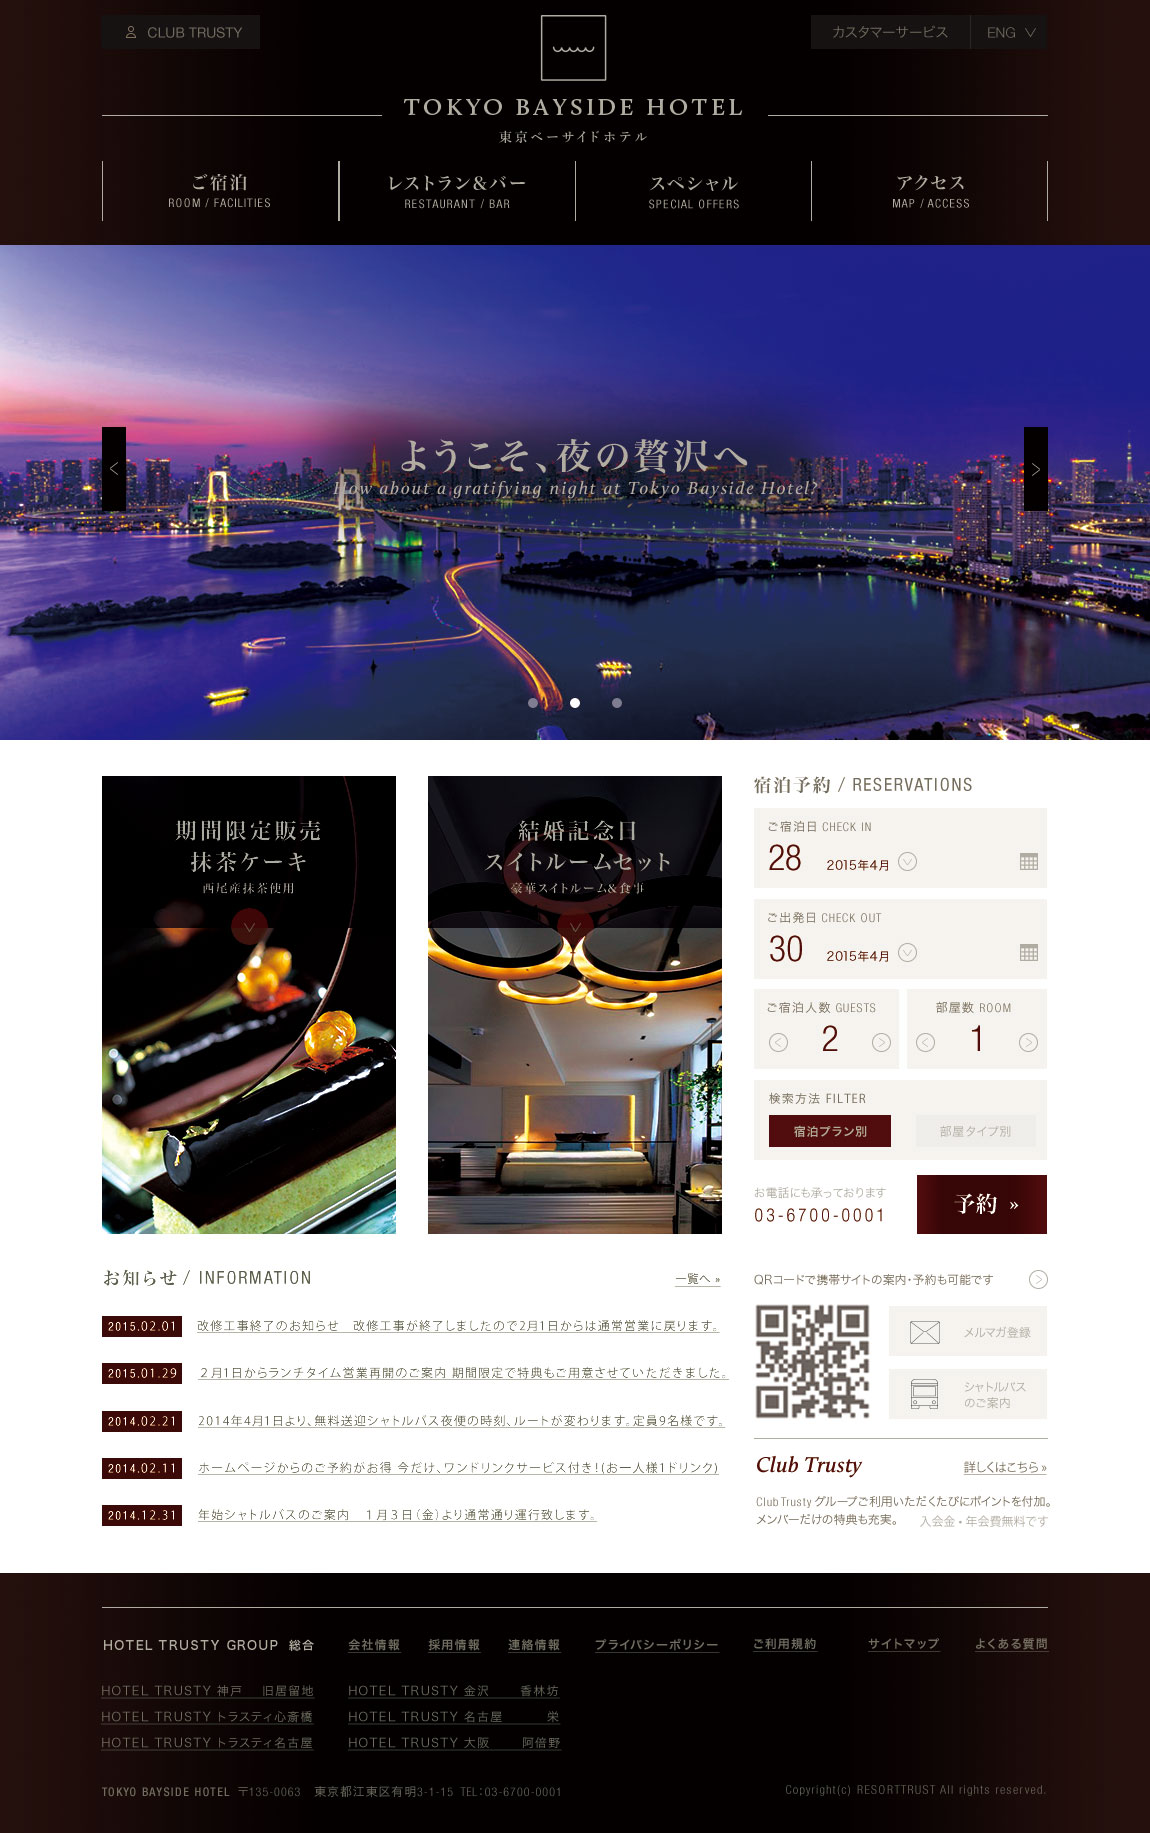 CLUB TRUSTY
カスタマーサービス
ENG
TOKYO BAYSIDE HOTEL
東京ベーサイドホテル
ご宿泊
ROOM / FACILITIES
レストラン&バー
RESTAURANT / BAR
スペシャル
SPECIAL OFFERS
アクセス
MAP / ACCESS
ようこそ、夜の贅沢へ
How about a gratifying night at Tokyo Bayside Hotel?
期間限定販売
抹茶ケーキ
西尾産抹茶使用
結婚記念日
スイトルームセット
豪華スイトルーム&食事
宿泊予約 / RESERVATIONS
ご宿泊日 CHECK IN
28 2015年4月
ご出発日 CHECK OUT
30 2015年4月
ご宿泊人数 GUESTS
2
部屋数 ROOM
1
検索方法 FILTER
宿泊プラン別
部屋タイプ別
お電話にも承っております
03-6700-0001
予約 »
お知らせ / INFORMATION
一覧へ »
2015.02.01 改修工事終了のお知らせ　改修工事が終了しましたので2月1日からは通常営業に戻ります。
2015.01.29 2月1日からランチタイム営業再開のご案内 期間限定で特典もご用意させていただきました。
2014.02.21 2014年4月1日より、無料送迎シャトルバス夜便の時刻、ルートが変わります。定員9名様です。
2014.02.11 ホームページからのご予約がお得 今だけ、ワンドリンクサービス付き！(お一人様1ドリンク)
2014.12.31 年始シャトルバスのご案内　1月3日(金)より通常通り運行致します。
QRコードで携帯サイトの案内・予約も可能です
メルマガ登録
シャトルバス
のご案内
Club Trusty
詳しくはこちら »
Club Trusty グループご利用いただくたびにポイントを付加。
メンバーだけの特典も充実。 入会金・年会費無料です
HOTEL TRUSTY GROUP 総合
会社情報
採用情報
連絡情報
プライバシーポリシー
ご利用規約
サイトマップ
よくある質問
HOTEL TRUSTY 神戸　旧居留地
HOTEL TRUSTY 金沢　香林坊
HOTEL TRUSTY トラスティ心斎橋
HOTEL TRUSTY 名古屋　栄
HOTEL TRUSTY トラスティ名古屋
HOTEL TRUSTY 大阪　阿倍野
TOKYO BAYSIDE HOTEL 〒135-0063　東京都江東区有明3-1-15 TEL:03-6700-0001
Copyright(c) RESORTTRUST All rights reserved.